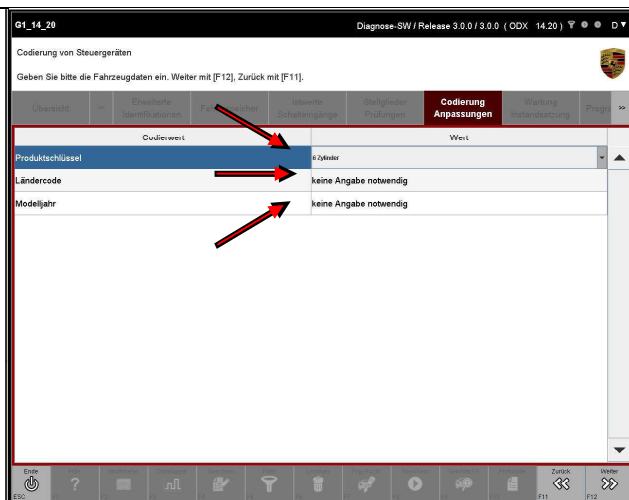 G1_14_20
Diagnose-SW / Release 3.0.0 / 3.0.0 ( ODX 14.20 ) D
Codierung von Steuergeräten
Geben Sie bitte die Fahrzeugdaten ein. Weiter mit [F12], Zurück mit [F11].
Übersicht
Erweiterte
Identifikationen
Istwerte
Schalteingänge
Stellglieder
Prüfungen
Codierung
Anpassungen
Wartung
Instandsetzung
Progra >>
Codierwert Wert
Produktschlüssel 6 Zylinder
Ländercode keine Angabe notwendig
Modelljahr keine Angabe notwendig
Ende Zurück Weiter
ESC F11 F12